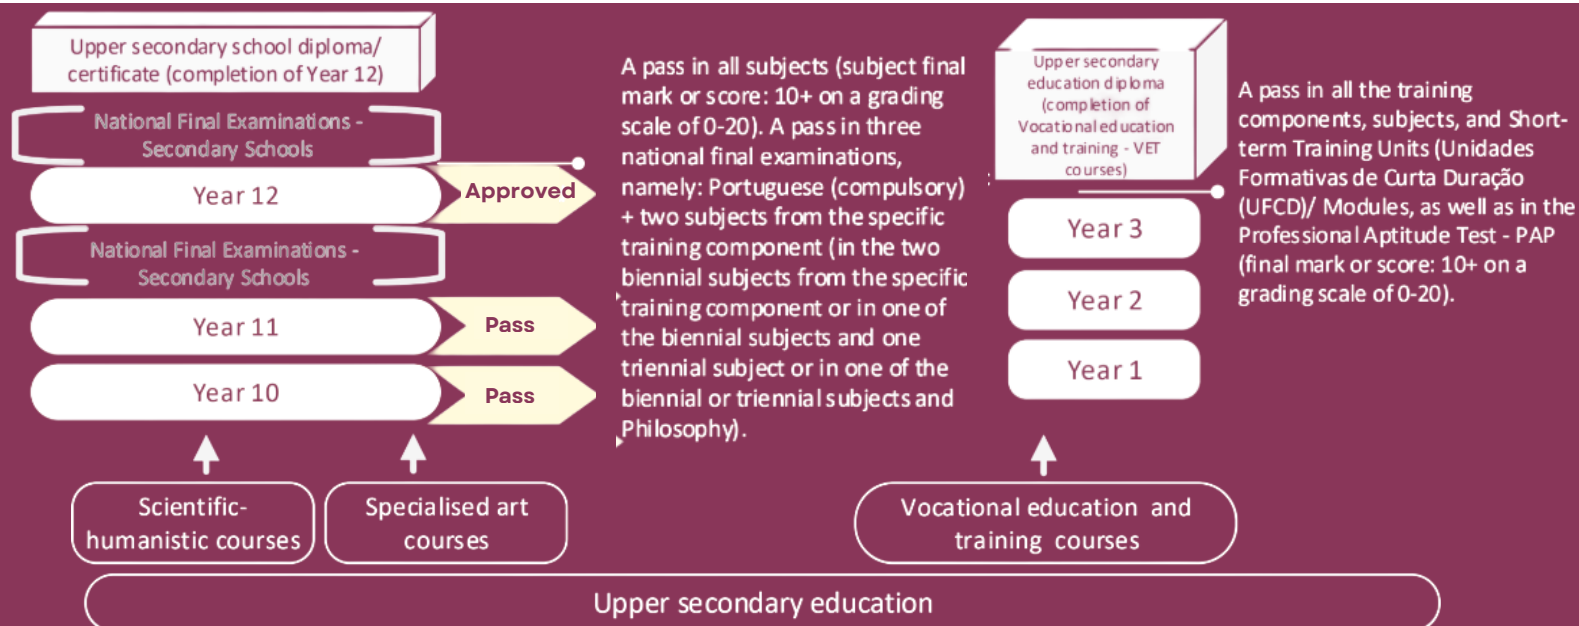 Upper secondary school diploma/
certificate (completion of Year 12)
National Final Examinations -
Secondary Schools
Year 12
Approved
National Final Examinations -
Secondary Schools
Year 11
Pass
Year 10
Pass
A pass in all subjects (subject final
mark or score: 10+ on a grading
scale of 0-20). A pass in three
national final examinations,
namely: Portuguese (compulsory)
+ two subjects from the specific
training component (in the two
biennial subjects from the specific
training component or in one of
the biennial subjects and one
triennial subject or in one of the
biennial or triennial subjects and
Philosophy).
Upper secondary
education diploma
(completion of
Vocational education
and training - VET
courses)
Year 3
Year 2
Year 1
A pass in all the training
components, subjects, and Short-
term Training Units (Unidades
Formativas de Curta Duração
(UFCD)/ Modules, as well as in the
Professional Aptitude Test - PAP
(final mark or score: 10+ on a
grading scale of 0-20).
Scientific-
humanistic courses
Specialised art
courses
Vocational education and
training courses
Upper secondary education